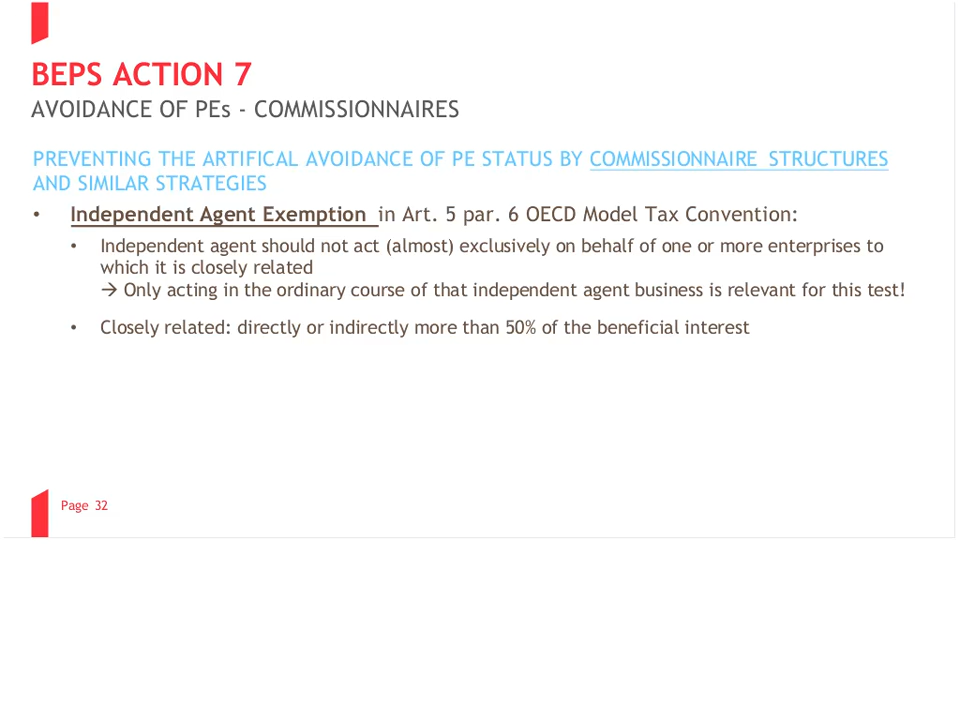 BEPS ACTION 7
AVOIDANCE OF PEs - COMMISSIONNAIRES
PREVENTING THE ARTIFICAL AVOIDANCE OF PE STATUS BY COMMISSIONNAIRE STRUCTURES
AND SIMILAR STRATEGIES
• Independent Agent Exemption in Art. 5 par. 6 OECD Model Tax Convention:
• Independent agent should not act (almost) exclusively on behalf of one or more enterprises to
which it is closely related
→ Only acting in the ordinary course of that independent agent business is relevant for this test!
• Closely related: directly or indirectly more than 50% of the beneficial interest
Page 32